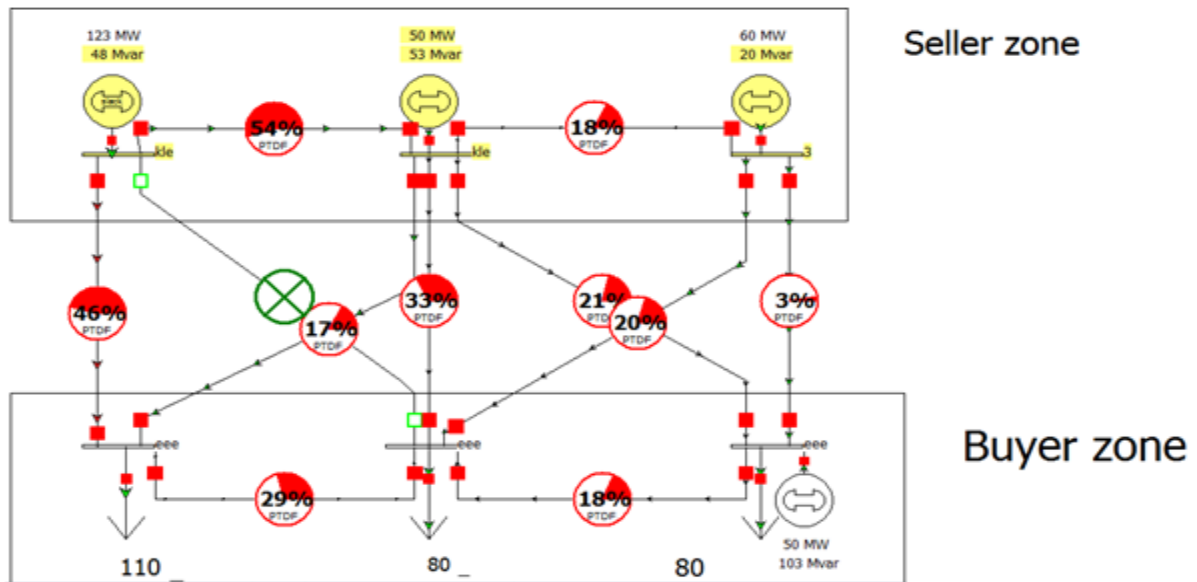 123 MW
48 Mvar
50 MW
53 Mvar
60 MW
20 Mvar
Seller zone
54%
PTDF
18%
PTDF
kle
kle
3
46%
PTDF
17%
PTDF
33%
PTDF
21%
PTDF
20%
PTDF
3%
PTDF
eee
eee
eee
Buyer zone
29%
PTDF
18%
PTDF
50 MW
103 Mvar
110 _
80 _
80